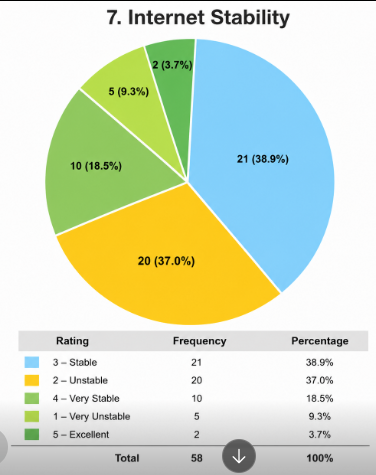 7. Internet Stability
2 (3.7%)
5 (9.3%)
21 (38.9%)
10 (18.5%)
20 (37.0%)
Rating Frequency Percentage
3 – Stable 21 38.9%
2 – Unstable 20 37.0%
4 – Very Stable 10 18.5%
1 – Very Unstable 5 9.3%
5 – Excellent 2 3.7%
Total 58 100%